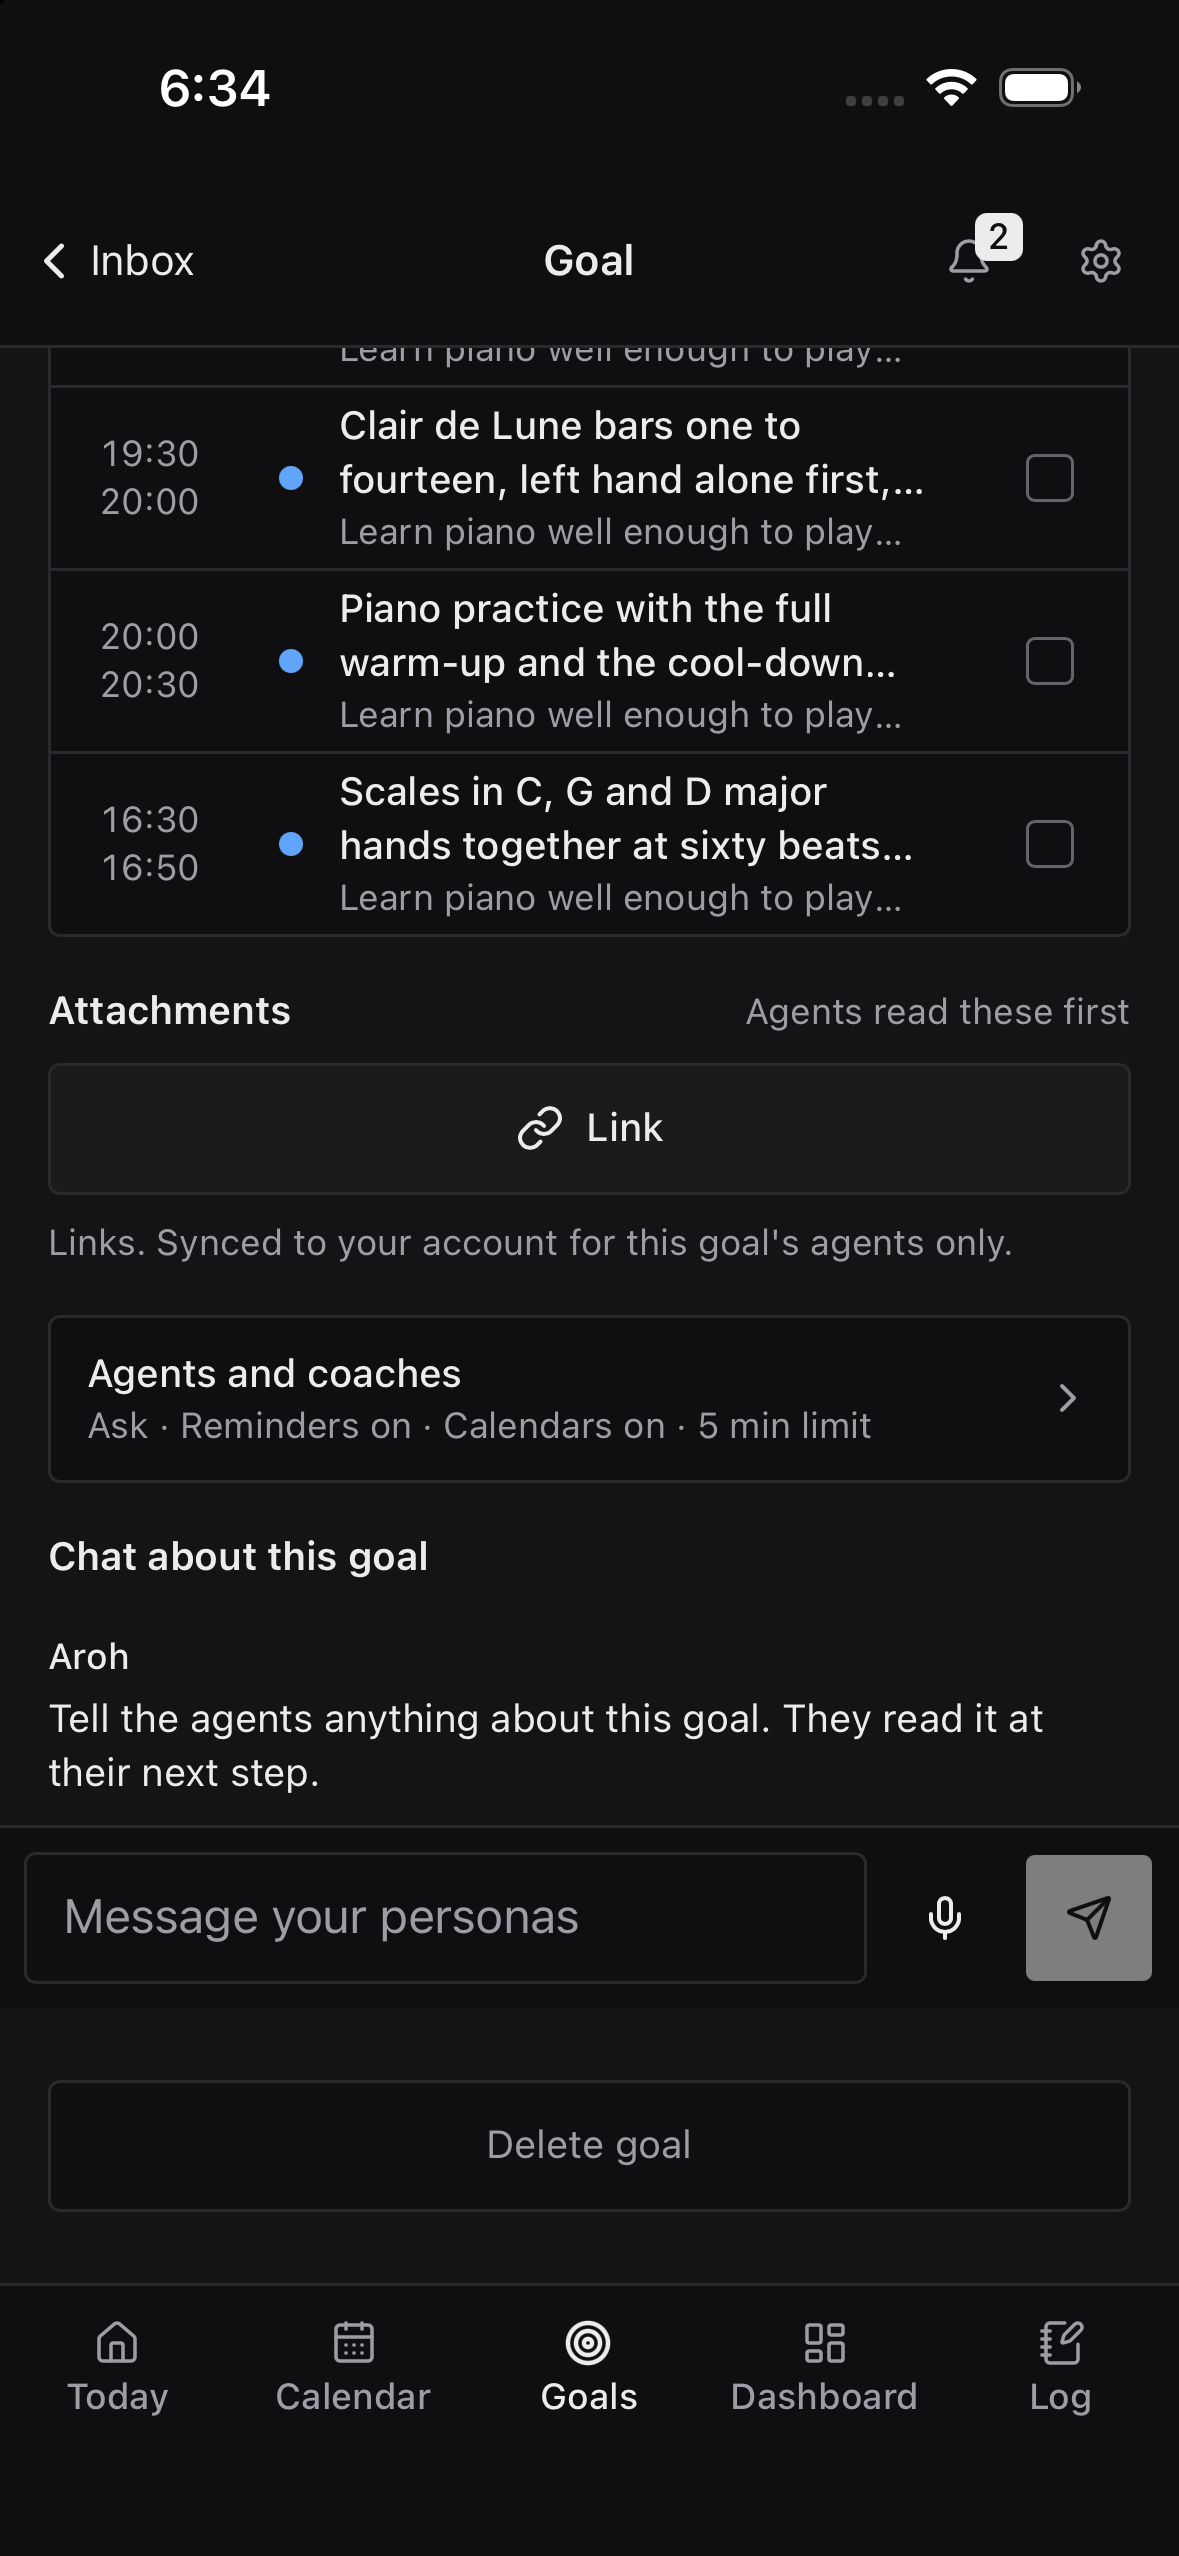 6:34
Inbox
Goal
2
Learn piano well enough to play...
19:30
20:00
Clair de Lune bars one to
fourteen, left hand alone first,...
Learn piano well enough to play...
20:00
20:30
Piano practice with the full
warm-up and the cool-down...
Learn piano well enough to play...
16:30
16:50
Scales in C, G and D major
hands together at sixty beats...
Learn piano well enough to play...
Attachments
Agents read these first
Link
Links. Synced to your account for this goal's agents only.
Agents and coaches
Ask · Reminders on · Calendars on · 5 min limit
Chat about this goal
Aroh
Tell the agents anything about this goal. They read it at
their next step.
Message your personas
Delete goal
Today
Calendar
Goals
Dashboard
Log